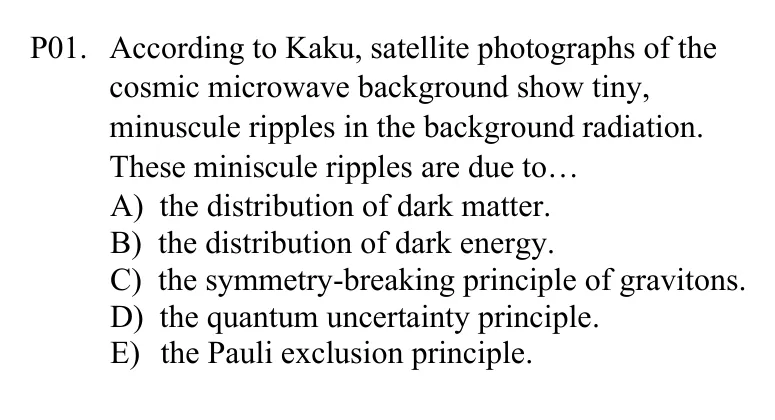 P01. According to Kaku, satellite photographs of the
cosmic microwave background show tiny,
minuscule ripples in the background radiation.
These miniscule ripples are due to…
A) the distribution of dark matter.
B) the distribution of dark energy.
C) the symmetry-breaking principle of gravitons.
D) the quantum uncertainty principle.
E) the Pauli exclusion principle.